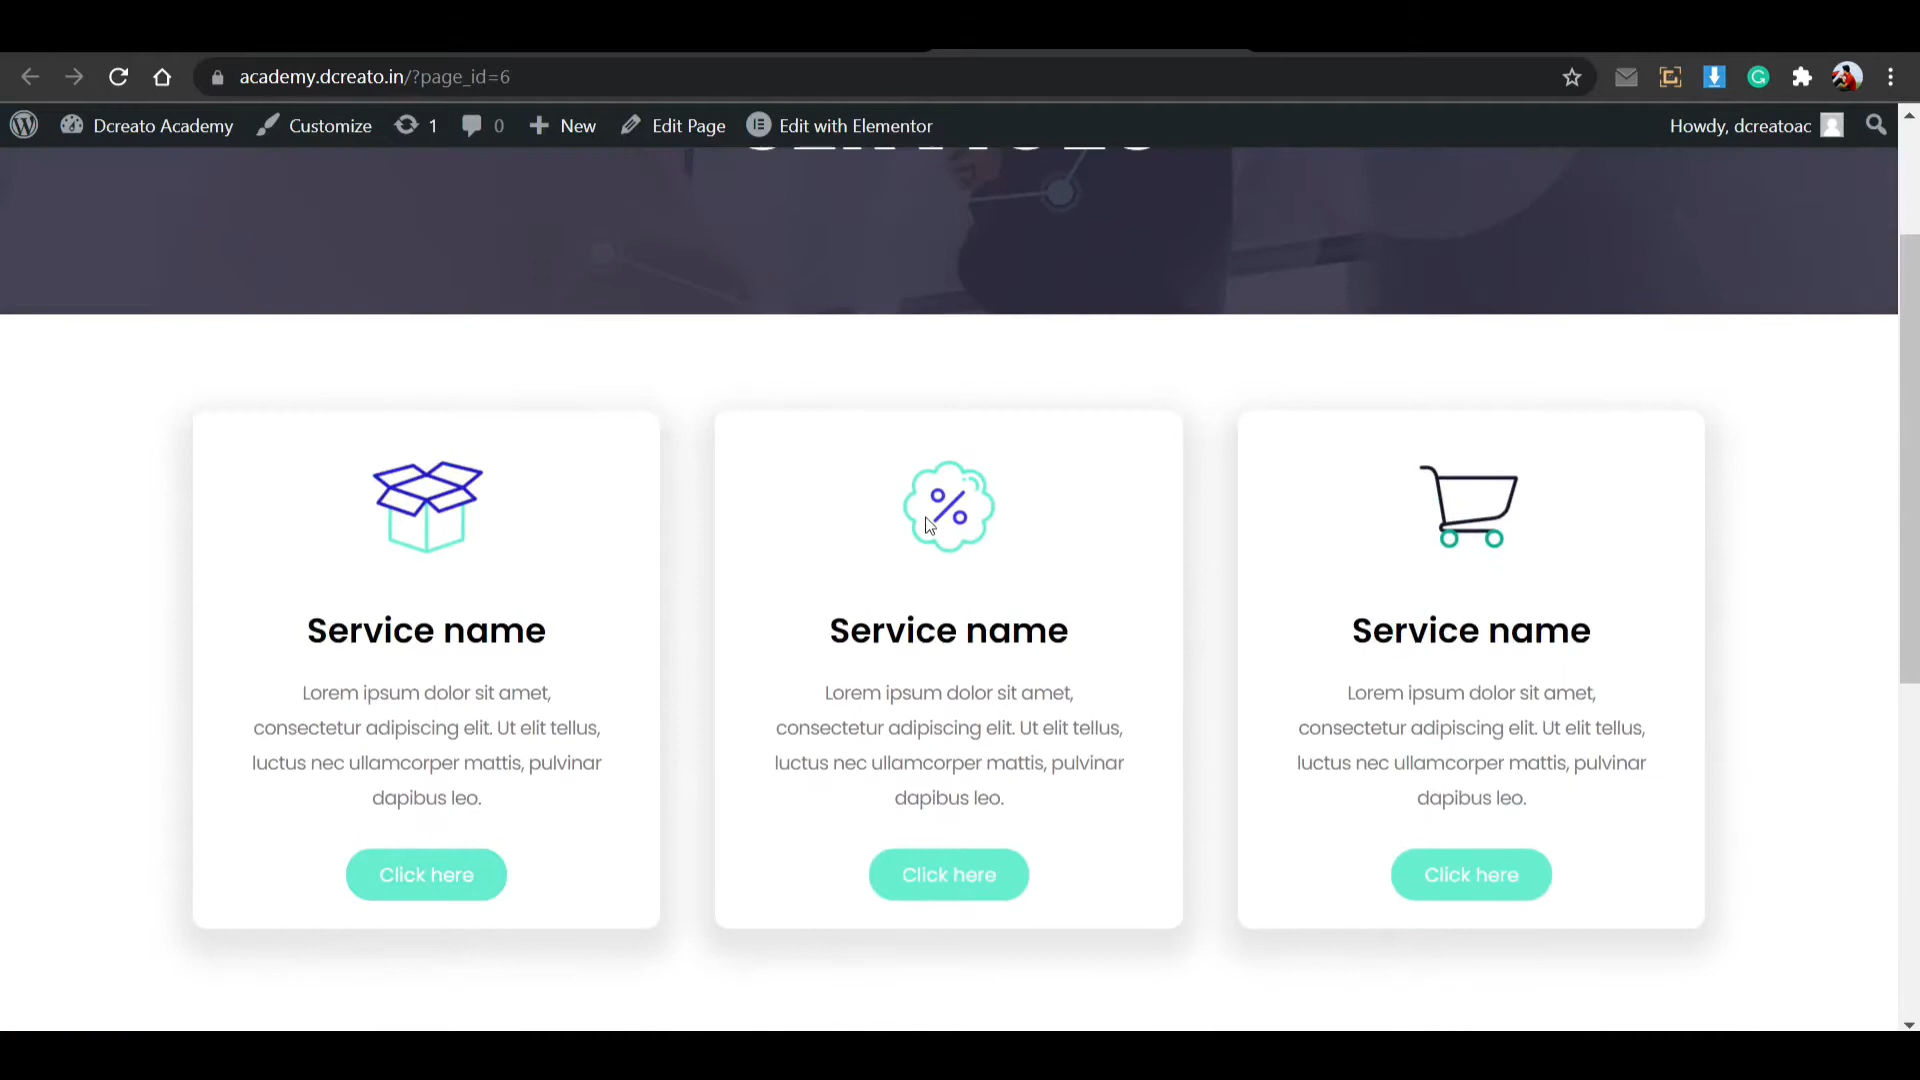 academy.dcreato.in/?page_id=6
Dcreato Academy Customize 1 0 New Edit Page Edit with Elementor Howdy, dcreatoac
Service name
Lorem ipsum dolor sit amet,
consectetur adipiscing elit. Ut elit tellus,
luctus nec ullamcorper mattis, pulvinar
dapibus leo.
Click here
%
Service name
Lorem ipsum dolor sit amet,
consectetur adipiscing elit. Ut elit tellus,
luctus nec ullamcorper mattis, pulvinar
dapibus leo.
Click here
Service name
Lorem ipsum dolor sit amet,
consectetur adipiscing elit. Ut elit tellus,
luctus nec ullamcorper mattis, pulvinar
dapibus leo.
Click here